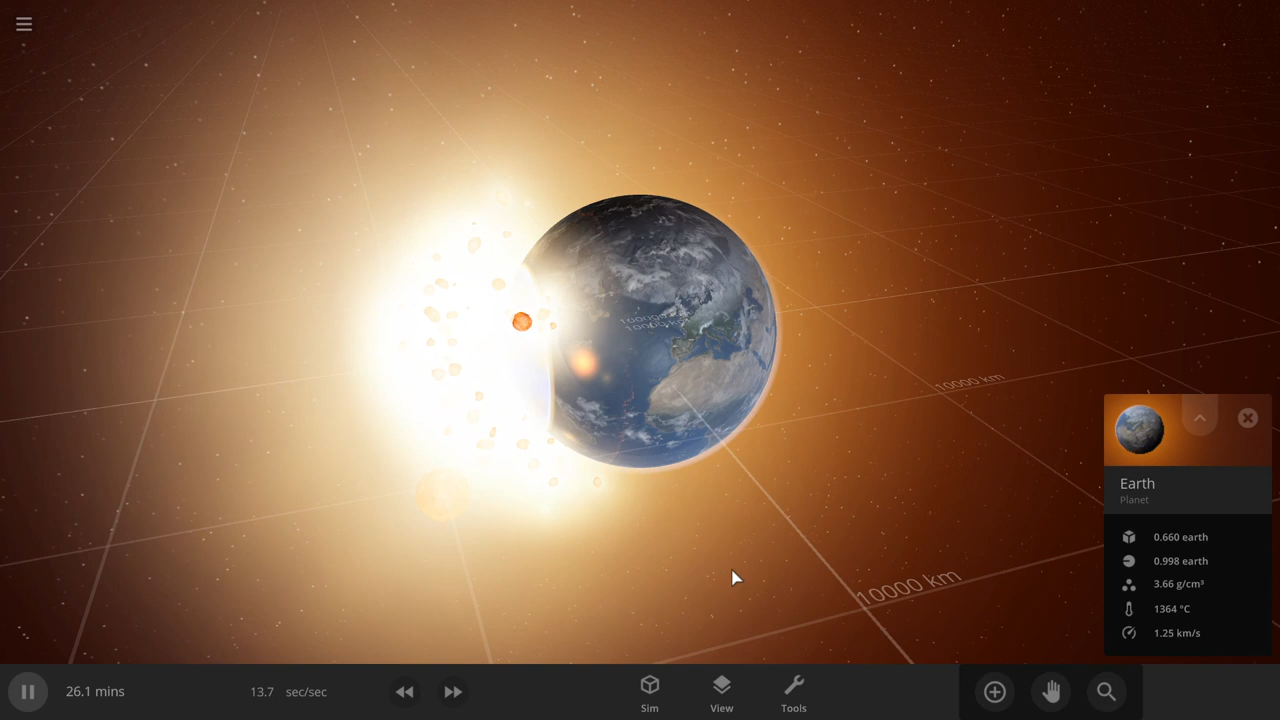 10000 km
10000 km
Earth
Planet
0.660 earth
0.998 earth
3.66 g/cm³
1364 °C
1.25 km/s
26.1 mins
13.7 sec/sec
Sim
View
Tools